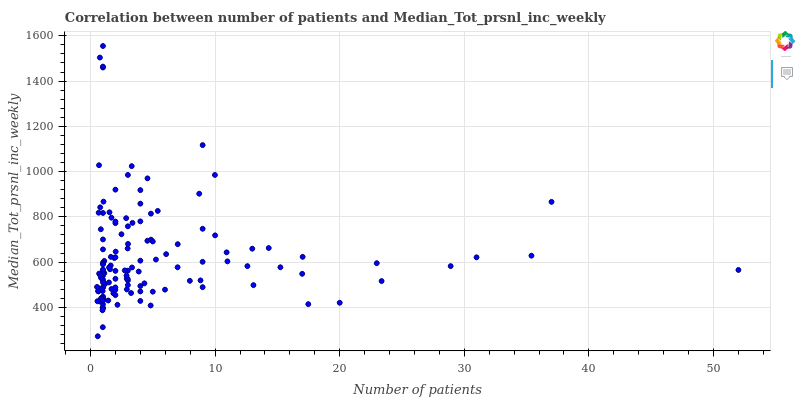 Correlation between number of patients and Median_Tot_prsnl_inc_weekly
1600
1400
1200
1000
800
600
400
Median_Tot_prsnl_inc_weekly
0 10 20 30 40 50
Number of patients